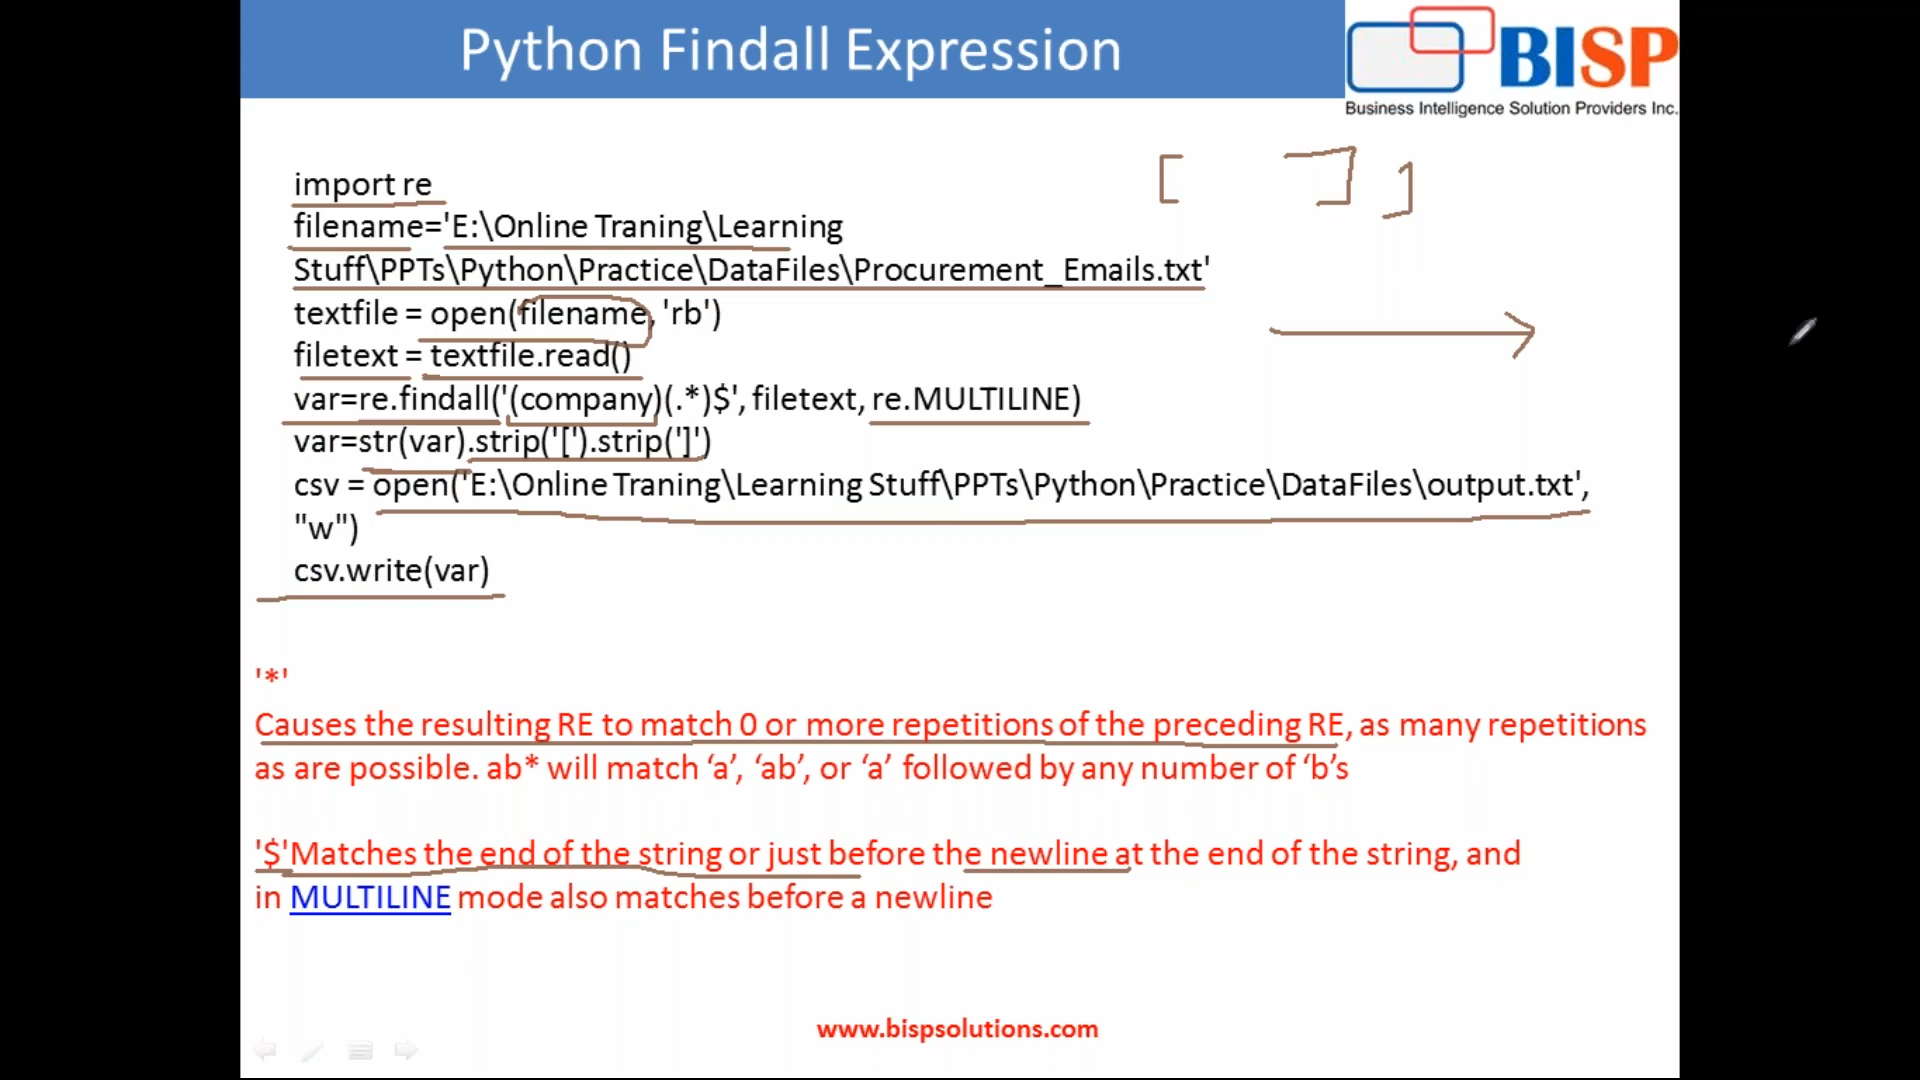 Python Findall Expression
BISP
Business Intelligence Solution Providers Inc.
import re
filename='E:\Online Traning\Learning
Stuff\PPTs\Python\Practice\DataFiles\Procurement_Emails.txt'
textfile = open(filename, 'rb')
filetext = textfile.read()
var=re.findall('(company)(.*)$', filetext, re.MULTILINE)
var=str(var).strip('[').strip(']')
csv = open('E:\Online Traning\Learning Stuff\PPTs\Python\Practice\DataFiles\output.txt',
"w")
csv.write(var)
[ ] ]
'*'
Causes the resulting RE to match 0 or more repetitions of the preceding RE, as many repetitions
as are possible. ab* will match ‘a’, ‘ab’, or ‘a’ followed by any number of ‘b’s
'$'Matches the end of the string or just before the newline at the end of the string, and
in MULTILINE mode also matches before a newline
www.bispsolutions.com